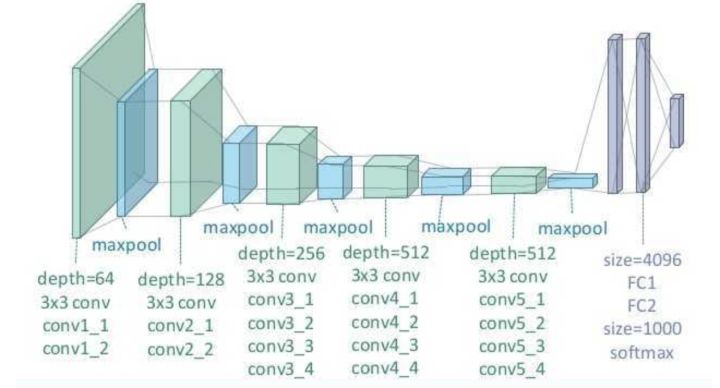 maxpool
maxpool
maxpool
maxpool
maxpool
depth=64
3x3 conv
conv1_1
conv1_2
depth=128
3x3 conv
conv2_1
conv2_2
depth=256
3x3 conv
conv3_1
conv3_2
conv3_3
conv3_4
depth=512
3x3 conv
conv4_1
conv4_2
conv4_3
conv4_4
depth=512
3x3 conv
conv5_1
conv5_2
conv5_3
conv5_4
size=4096
FC1
FC2
size=1000
softmax